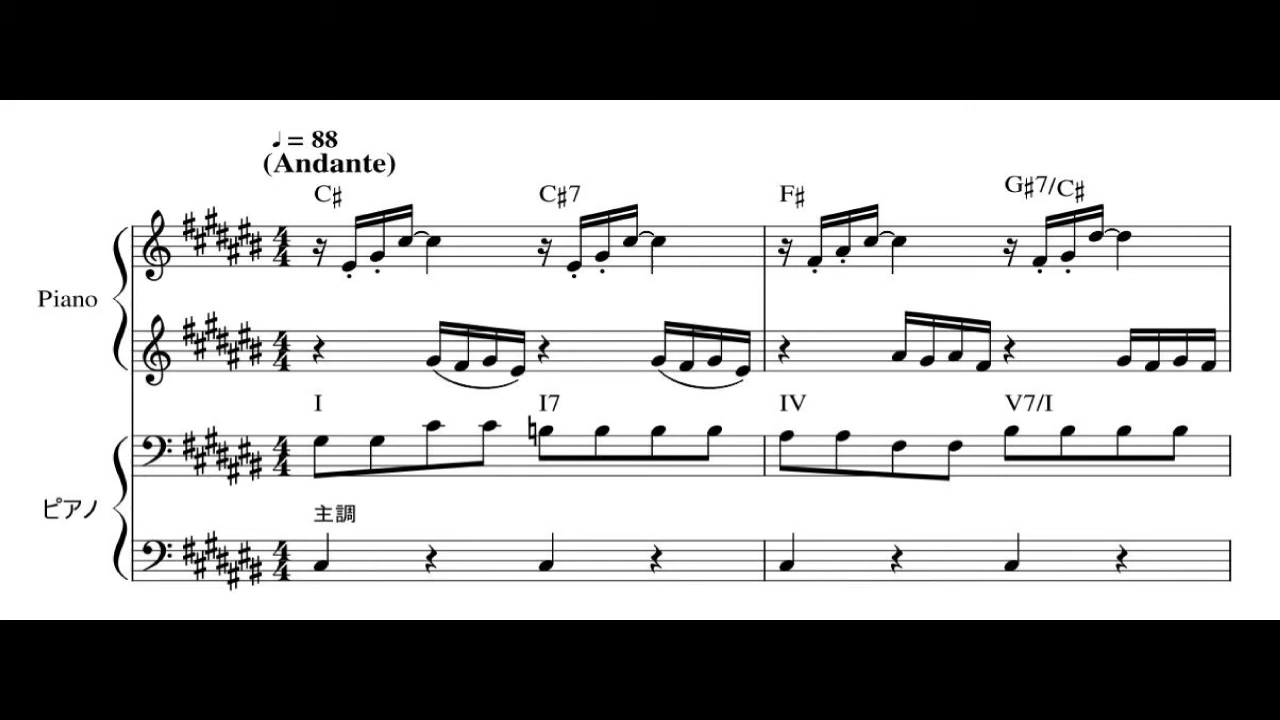 ♩= 88
(Andante)
C♯ C♯7 F♯ G♯7/C♯
Piano
I I7 IV V7/I
ピアノ
主調